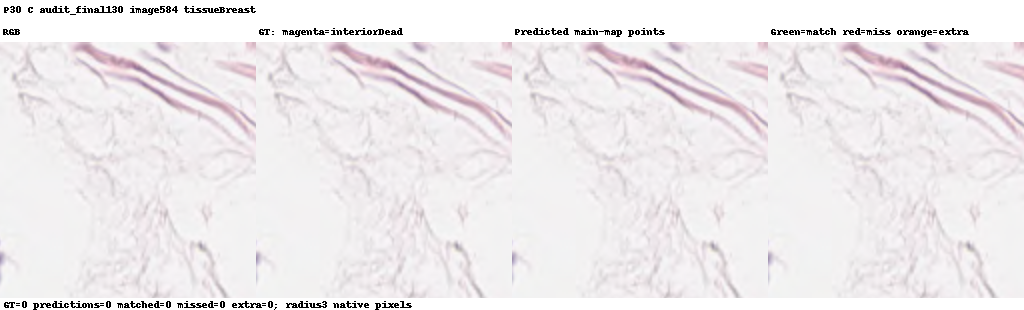 P30 C audit_final130 image584 tissueBreast
RGB
GT: magenta=interiorDead
Predicted main-map points
Green=match red=miss orange=extra
GT=0 predictions=0 matched=0 missed=0 extra=0; radius3 native pixels